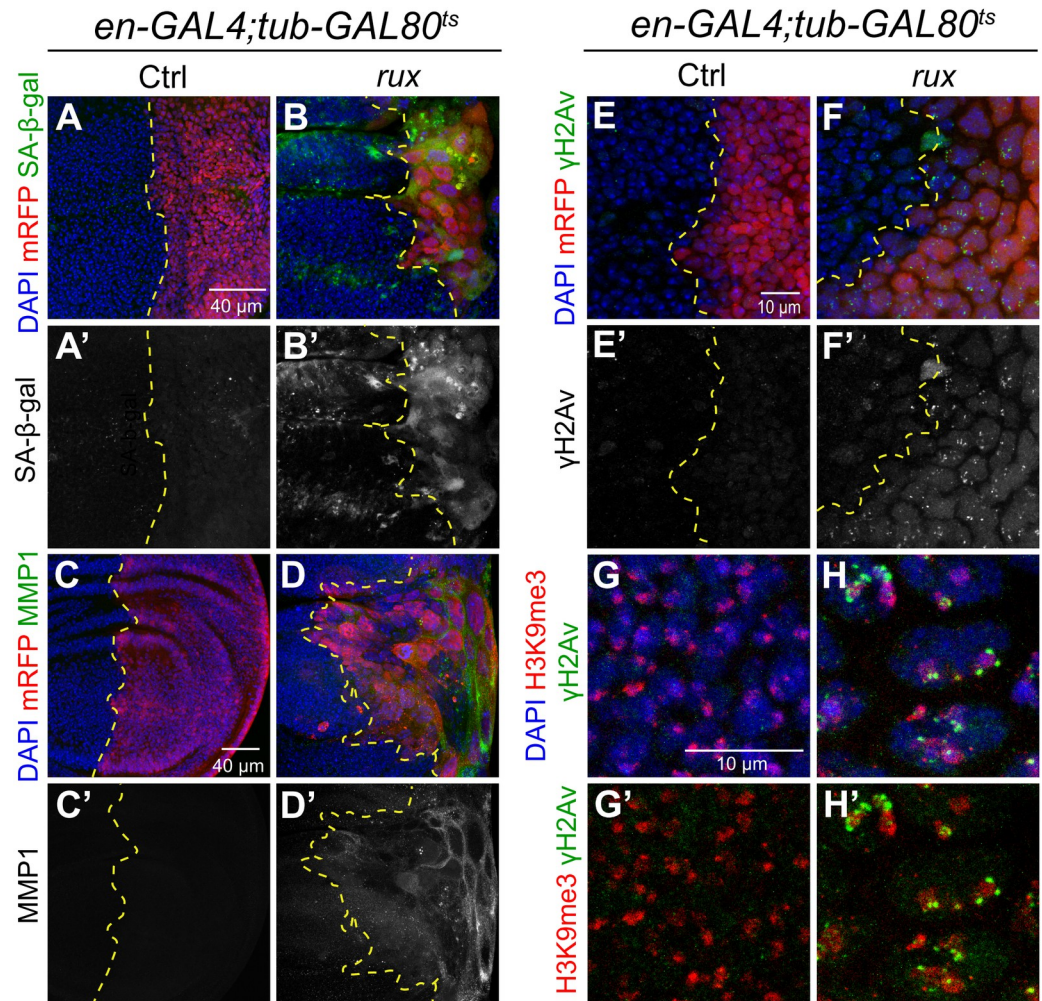 en-GAL4;tub-GAL80ts
en-GAL4;tub-GAL80ts
Ctrl
rux
Ctrl
rux
DAPI mRFP SA-β-gal
A
40 μm
B
DAPI mRFP γH2Av
E
10 μm
F
SA-β-gal
A'
SA-b-gal
B'
γH2Av
E'
F'
DAPI mRFP MMP1
C
40 μm
D
DAPI H3K9me3
γH2Av
G
10 μm
H
MMP1
C'
D'
H3K9me3 γH2Av
G'
H'